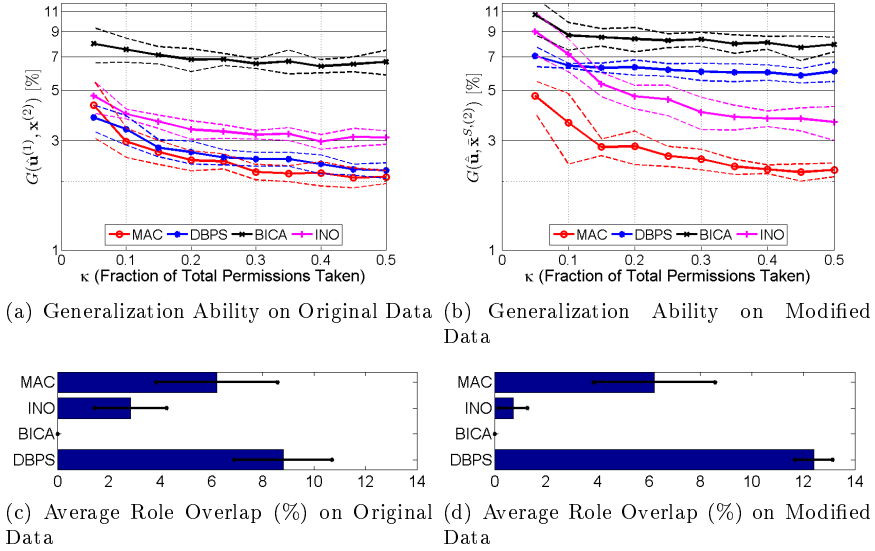 11
9
7
5
3
1
G(û^(1), x^(2)) [%]
0 0.1 0.2 0.3 0.4 0.5
κ (Fraction of Total Permissions Taken)
MAC DBPS BICA INO
11
9
7
5
3
1
0 0.1 0.2 0.3 0.4 0.5
κ (Fraction of Total Permissions Taken)
MAC DBPS BICA INO
(a) Generalization Ability on Original Data
(b) Generalization Ability on Modified
Data
MAC
INO
BICA
DBPS
0 2 4 6 8 10 12 14
MAC
INO
BICA
DBPS
0 2 4 6 8 10 12 14
(c) Average Role Overlap (%) on Original
Data
(d) Average Role Overlap (%) on Modified
Data